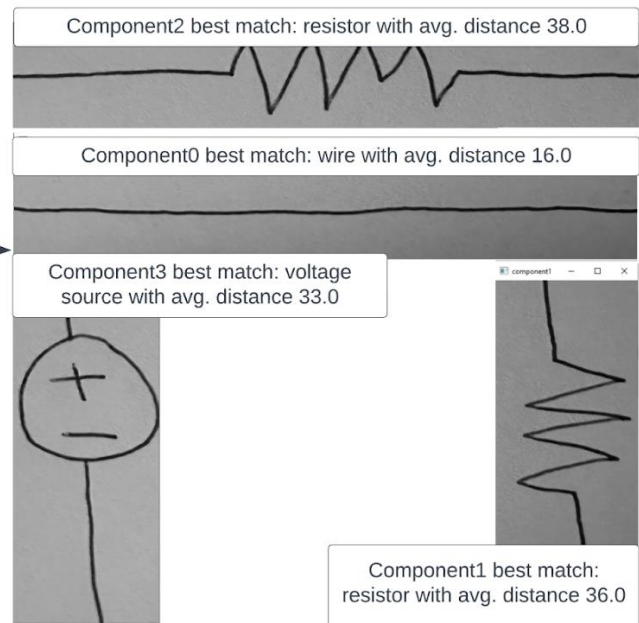 Component2 best match: resistor with avg. distance 38.0
Component0 best match: wire with avg. distance 16.0
Component3 best match: voltage
source with avg. distance 33.0
component1
+
−
Component1 best match:
resistor with avg. distance 36.0